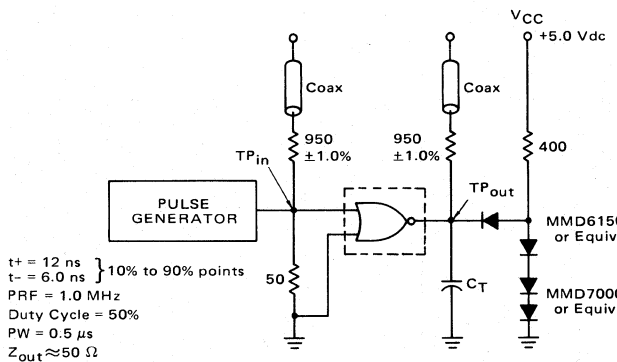 VCC
+5.0 Vdc
Coax
Coax
950
±1.0%
950
±1.0%
400
TPin
TPout
PULSE
GENERATOR
MMD6150
or Equiv
50
CT
MMD7000
or Equiv
t+ = 12 ns
t– = 6.0 ns
} 10% to 90% points
PRF = 1.0 MHz
Duty Cycle = 50%
PW = 0.5 μs
Zout ≈ 50 Ω